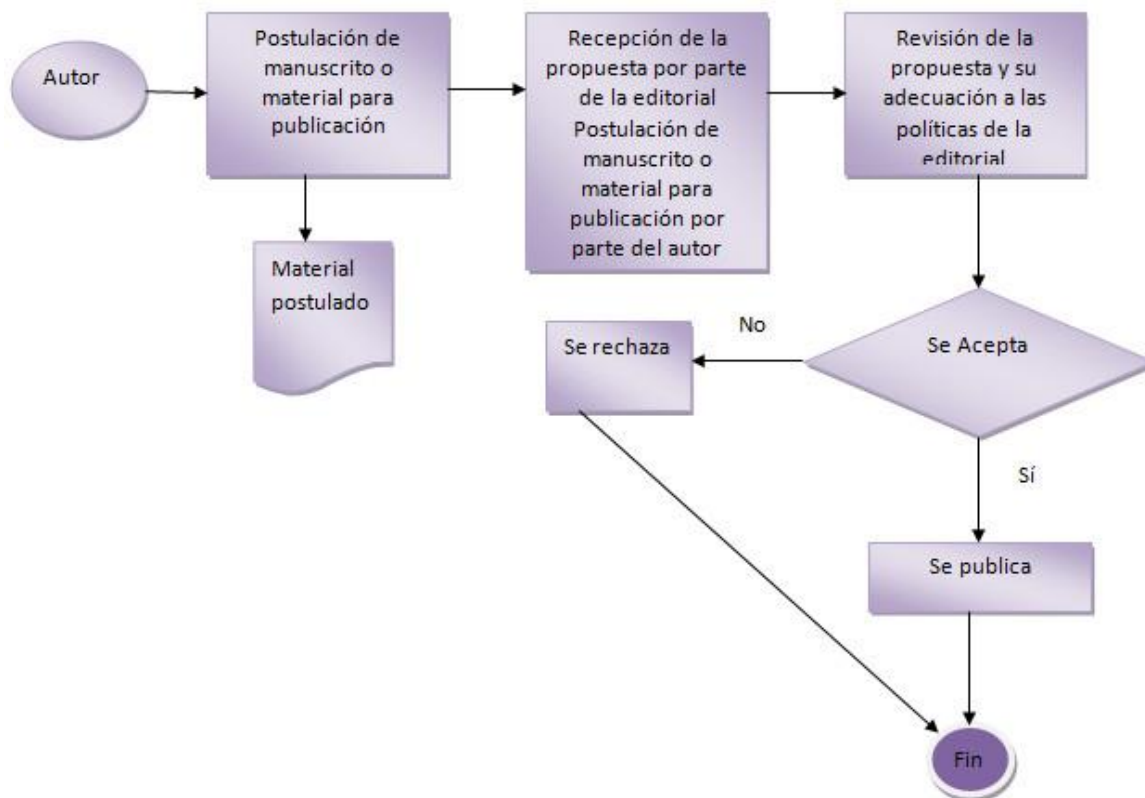 Autor
Postulación de
manuscrito o
material para
publicación
Recepción de la
propuesta por parte
de la editorial
Postulación de
manuscrito o
material para
publicación por
parte del autor
Revisión de la
propuesta y su
adecuación a las
políticas de la
editorial
Material
postulado
Se Acepta
No
Se rechaza
Sí
Se publica
Fin